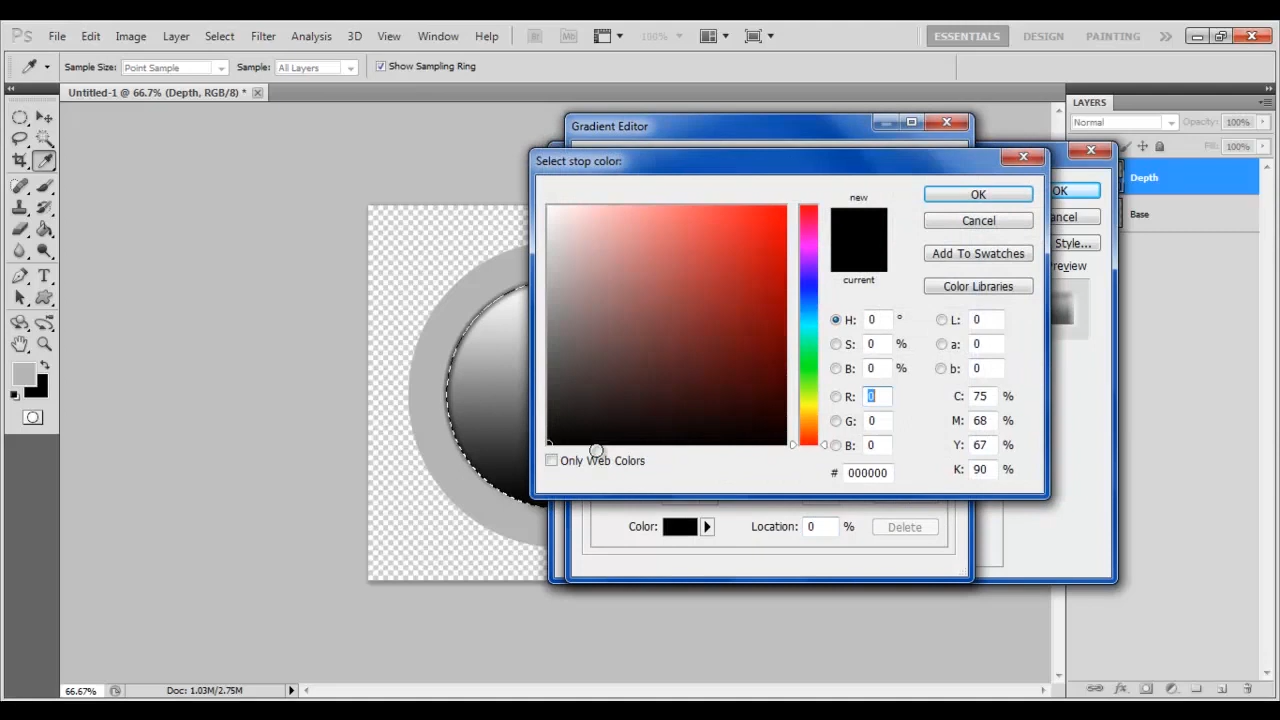 Ps File Edit Image Layer Select Filter Analysis 3D View Window Help Br Mb 100% ESSENTIALS DESIGN PAINTING
Sample Size: Point Sample Sample: All Layers Show Sampling Ring
Untitled-1 @ 66.7% (Depth, RGB/8) *
LAYERS
Normal Opacity: 100%
Fill: 100%
Depth
Base
Gradient Editor
OK
Style...
Preview
Select stop color:
new
current
OK
Cancel
Add To Swatches
Color Libraries
H: 0 °
S: 0 %
B: 0 %
R: 0
G: 0
B: 0
# 000000
L: 0
a: 0
b: 0
C: 75 %
M: 68 %
Y: 67 %
K: 90 %
Only Web Colors
Color: Location: 0 % Delete
66.67% Doc: 1.03M/2.75M